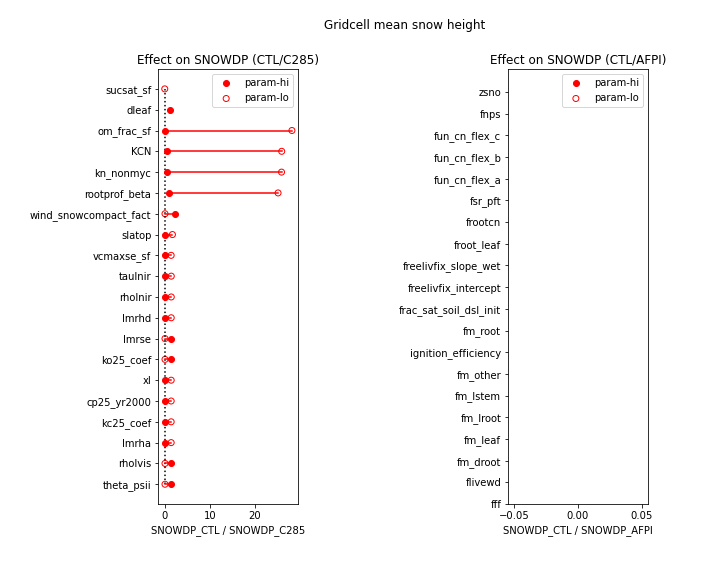 Gridcell mean snow height
Effect on SNOWDP (CTL/C285)
param-hi
param-lo
sucsat_sf
dleaf
om_frac_sf
KCN
kn_nonmyc
rootprof_beta
wind_snowcompact_fact
slatop
vcmaxse_sf
taulnir
rholnir
lmrhd
lmrse
ko25_coef
xl
cp25_yr2000
kc25_coef
lmrha
rholvis
theta_psii
0 10 20
SNOWDP_CTL / SNOWDP_C285
Effect on SNOWDP (CTL/AFPI)
param-hi
param-lo
zsno
fnps
fun_cn_flex_c
fun_cn_flex_b
fun_cn_flex_a
fsr_pft
frootcn
froot_leaf
freelivfix_slope_wet
freelivfix_intercept
frac_sat_soil_dsl_init
fm_root
ignition_efficiency
fm_other
fm_lstem
fm_lroot
fm_leaf
fm_droot
flivewd
fff
−0.05 0.00 0.05
SNOWDP_CTL / SNOWDP_AFPI